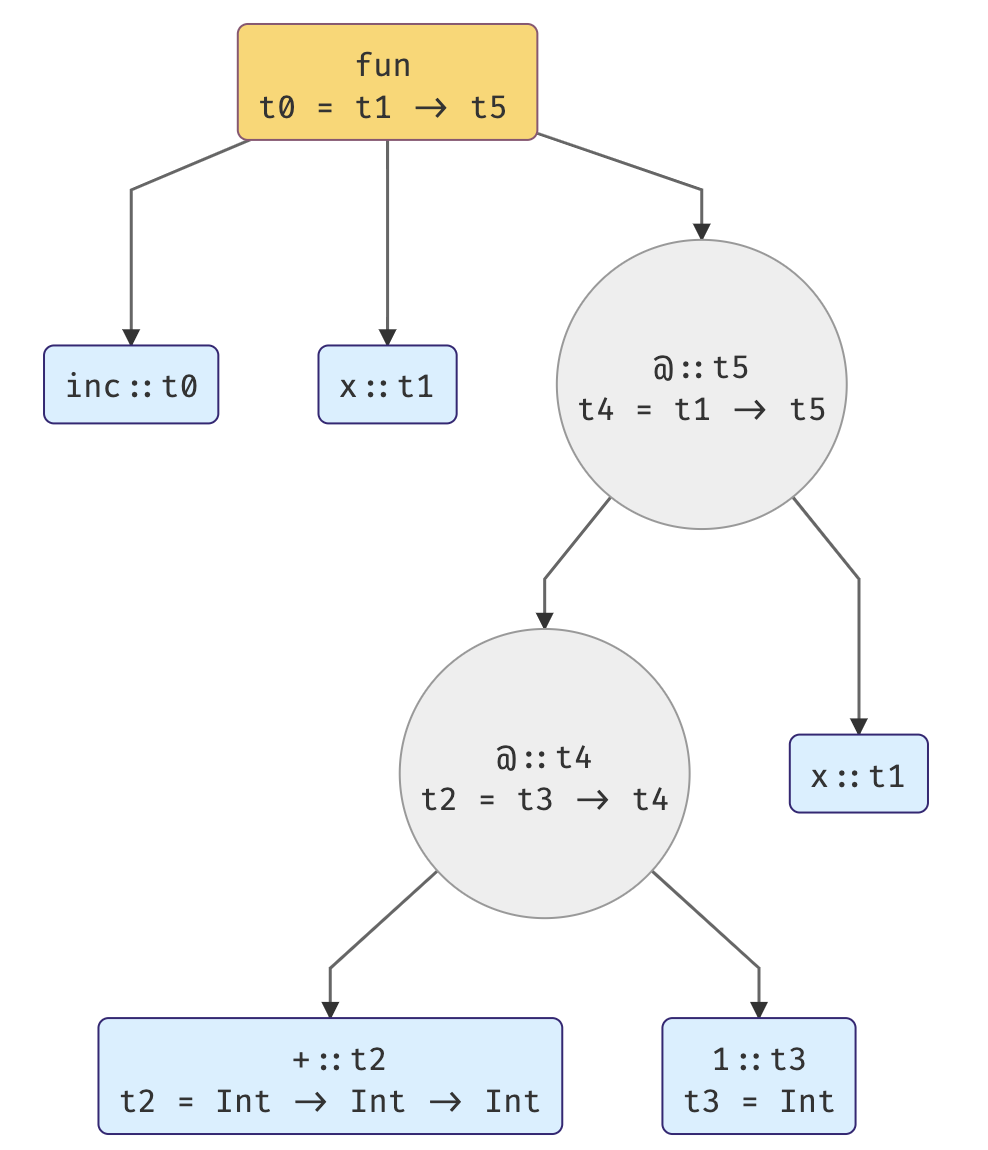 fun
t0 = t1 → t5
inc::t0
x::t1
@::t5
t4 = t1 → t5
@::t4
t2 = t3 → t4
x::t1
+::t2
t2 = Int → Int → Int
1::t3
t3 = Int